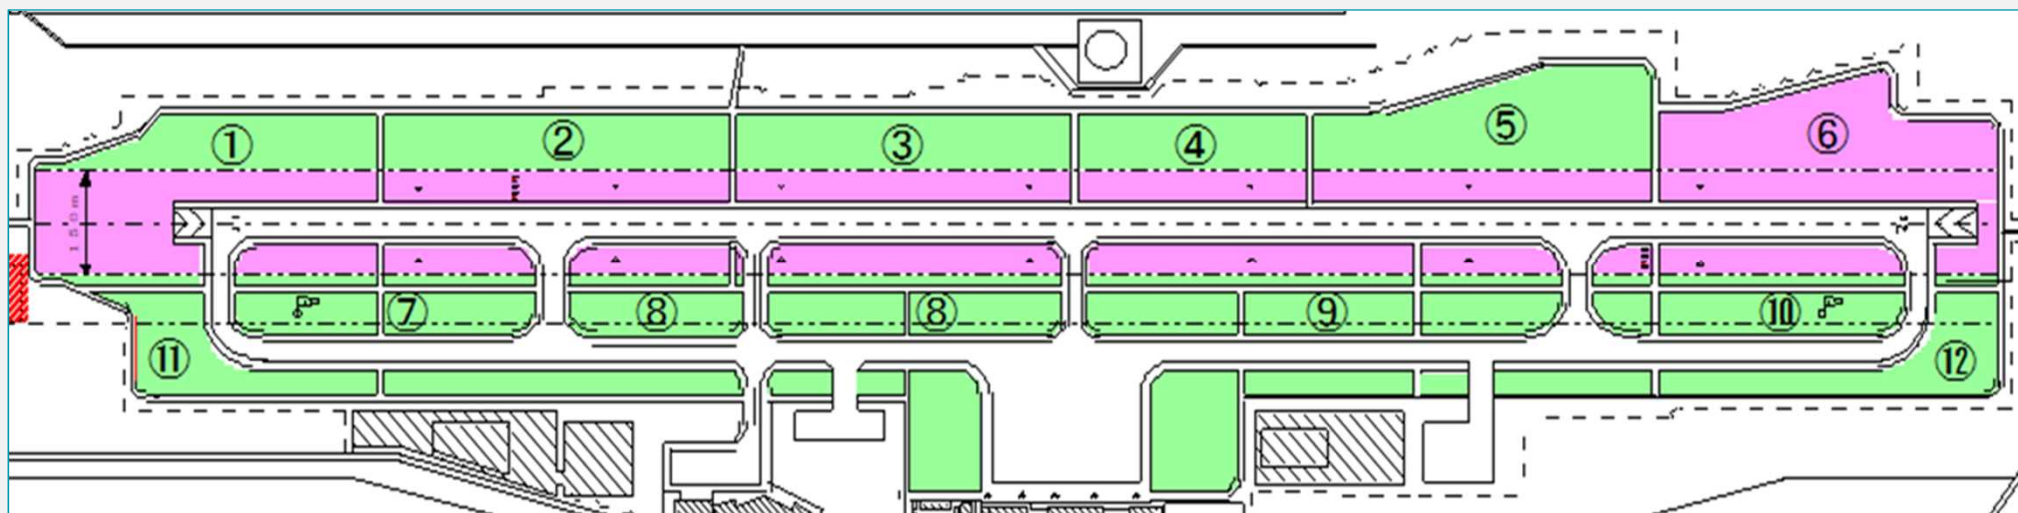 ① ② ③ ④ ⑤ ⑥
150m
⑦ ⑧ ⑧ ⑨ ⑩
⑪ ⑫